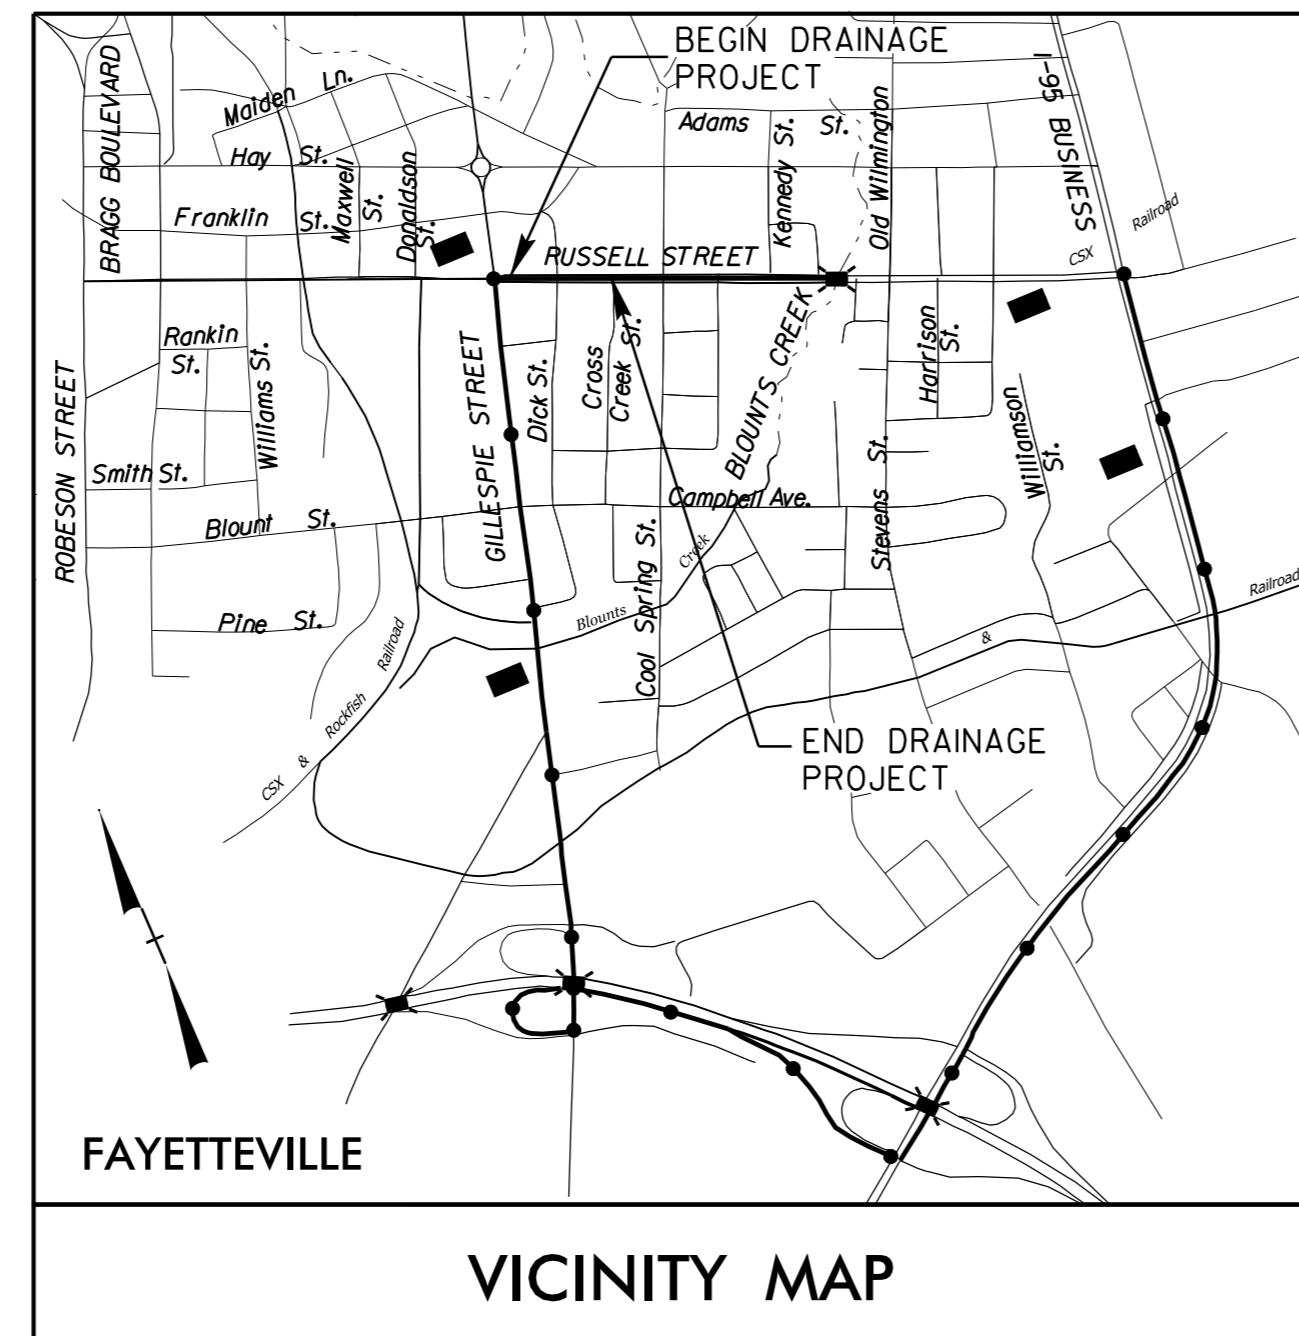 BEGIN DRAINAGE
PROJECT
BRAGG BOULEVARD
Maiden Ln.
Adams St.
Kennedy St.
Old Wilmington
I-95 BUSINESS
Hay St.
Maxwell
St.
Donaldson
St.
Franklin St.
RUSSELL STREET
CSX
Railroad
Rankin
St.
Williams St.
ROBESON STREET
GILLESPIE STREET
Dick St.
Cross
Creek St.
BLOUNTS CREEK
Harrison
St.
Williamson
St.
Smith St.
Campbell Ave.
Stevens St.
Blount St.
Cool Spring St.
Blounts Creek
Pine St.
CSX & Rockfish Railroad
& Railroad
END DRAINAGE
PROJECT
FAYETTEVILLE
VICINITY MAP